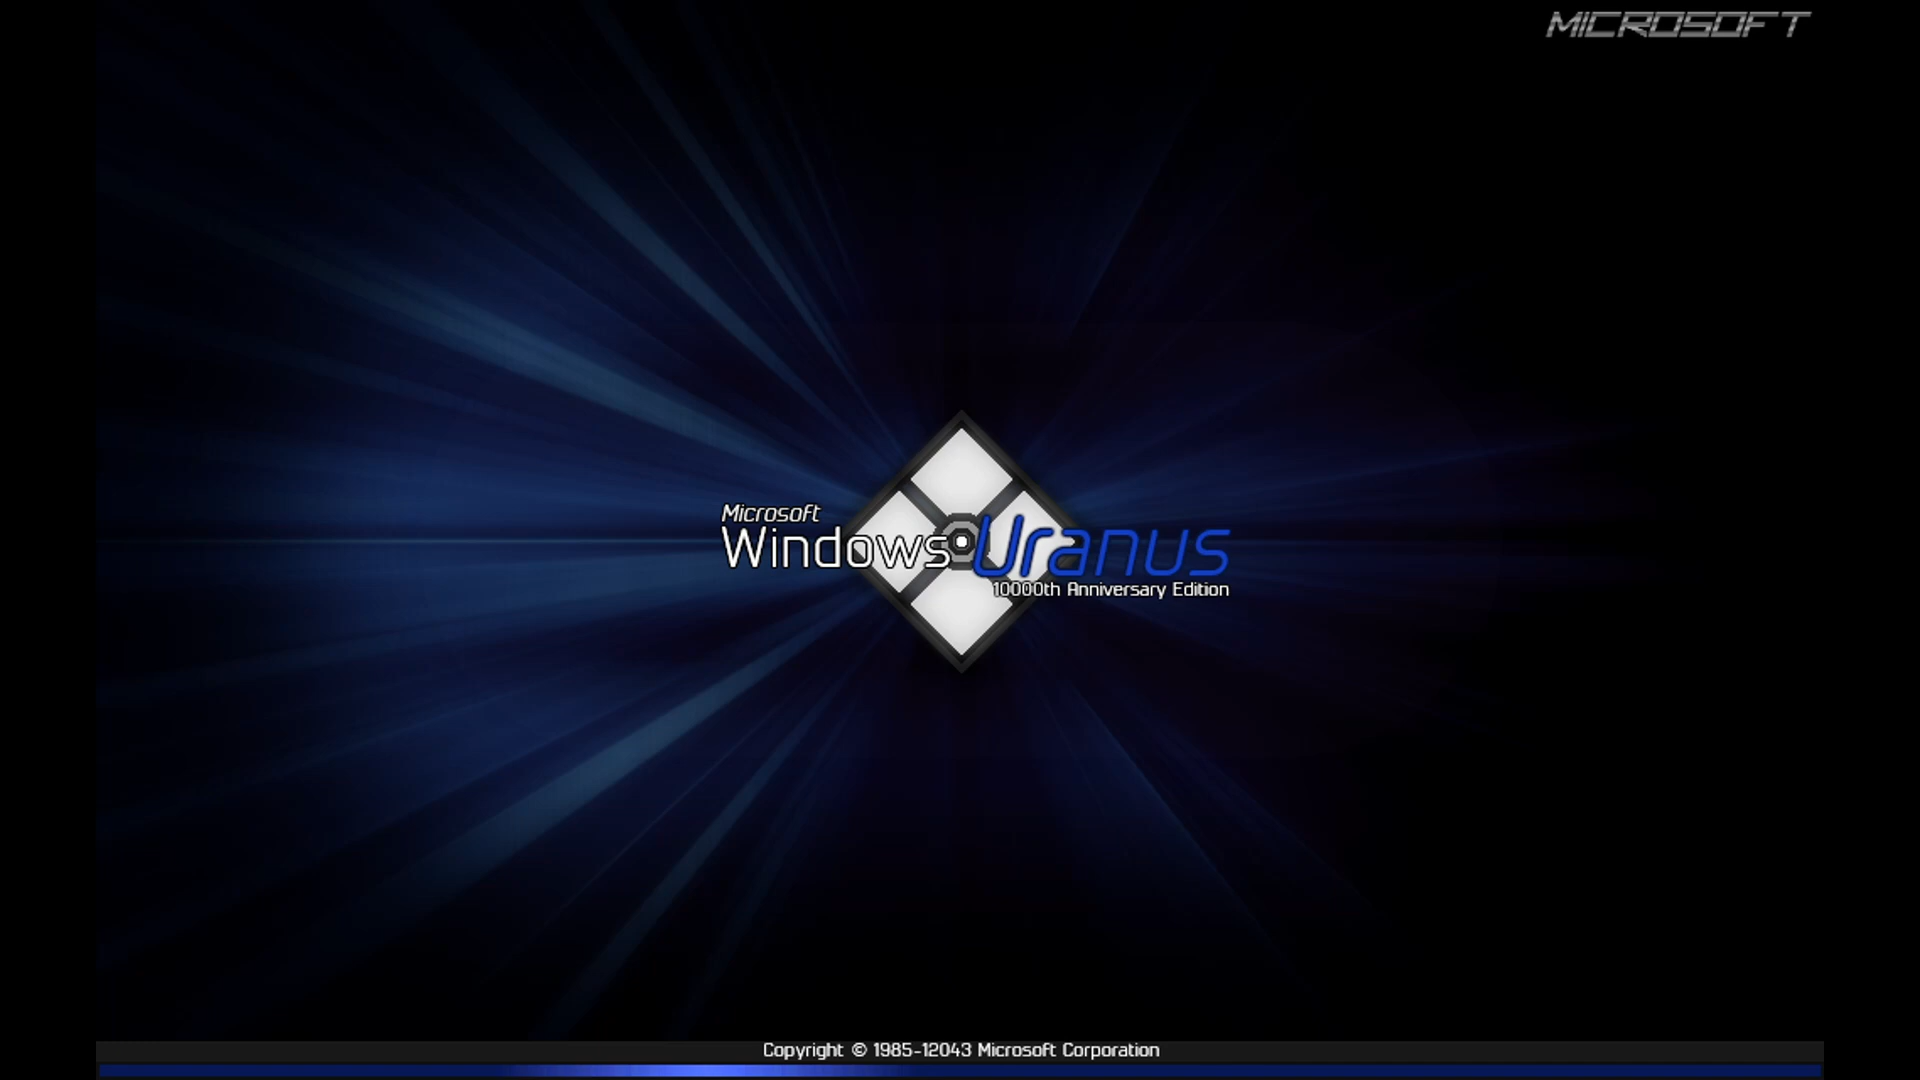 MICROSOFT
Microsoft
Windows Uranus
10000th Anniversary Edition
Copyright © 1985-12043 Microsoft Corporation